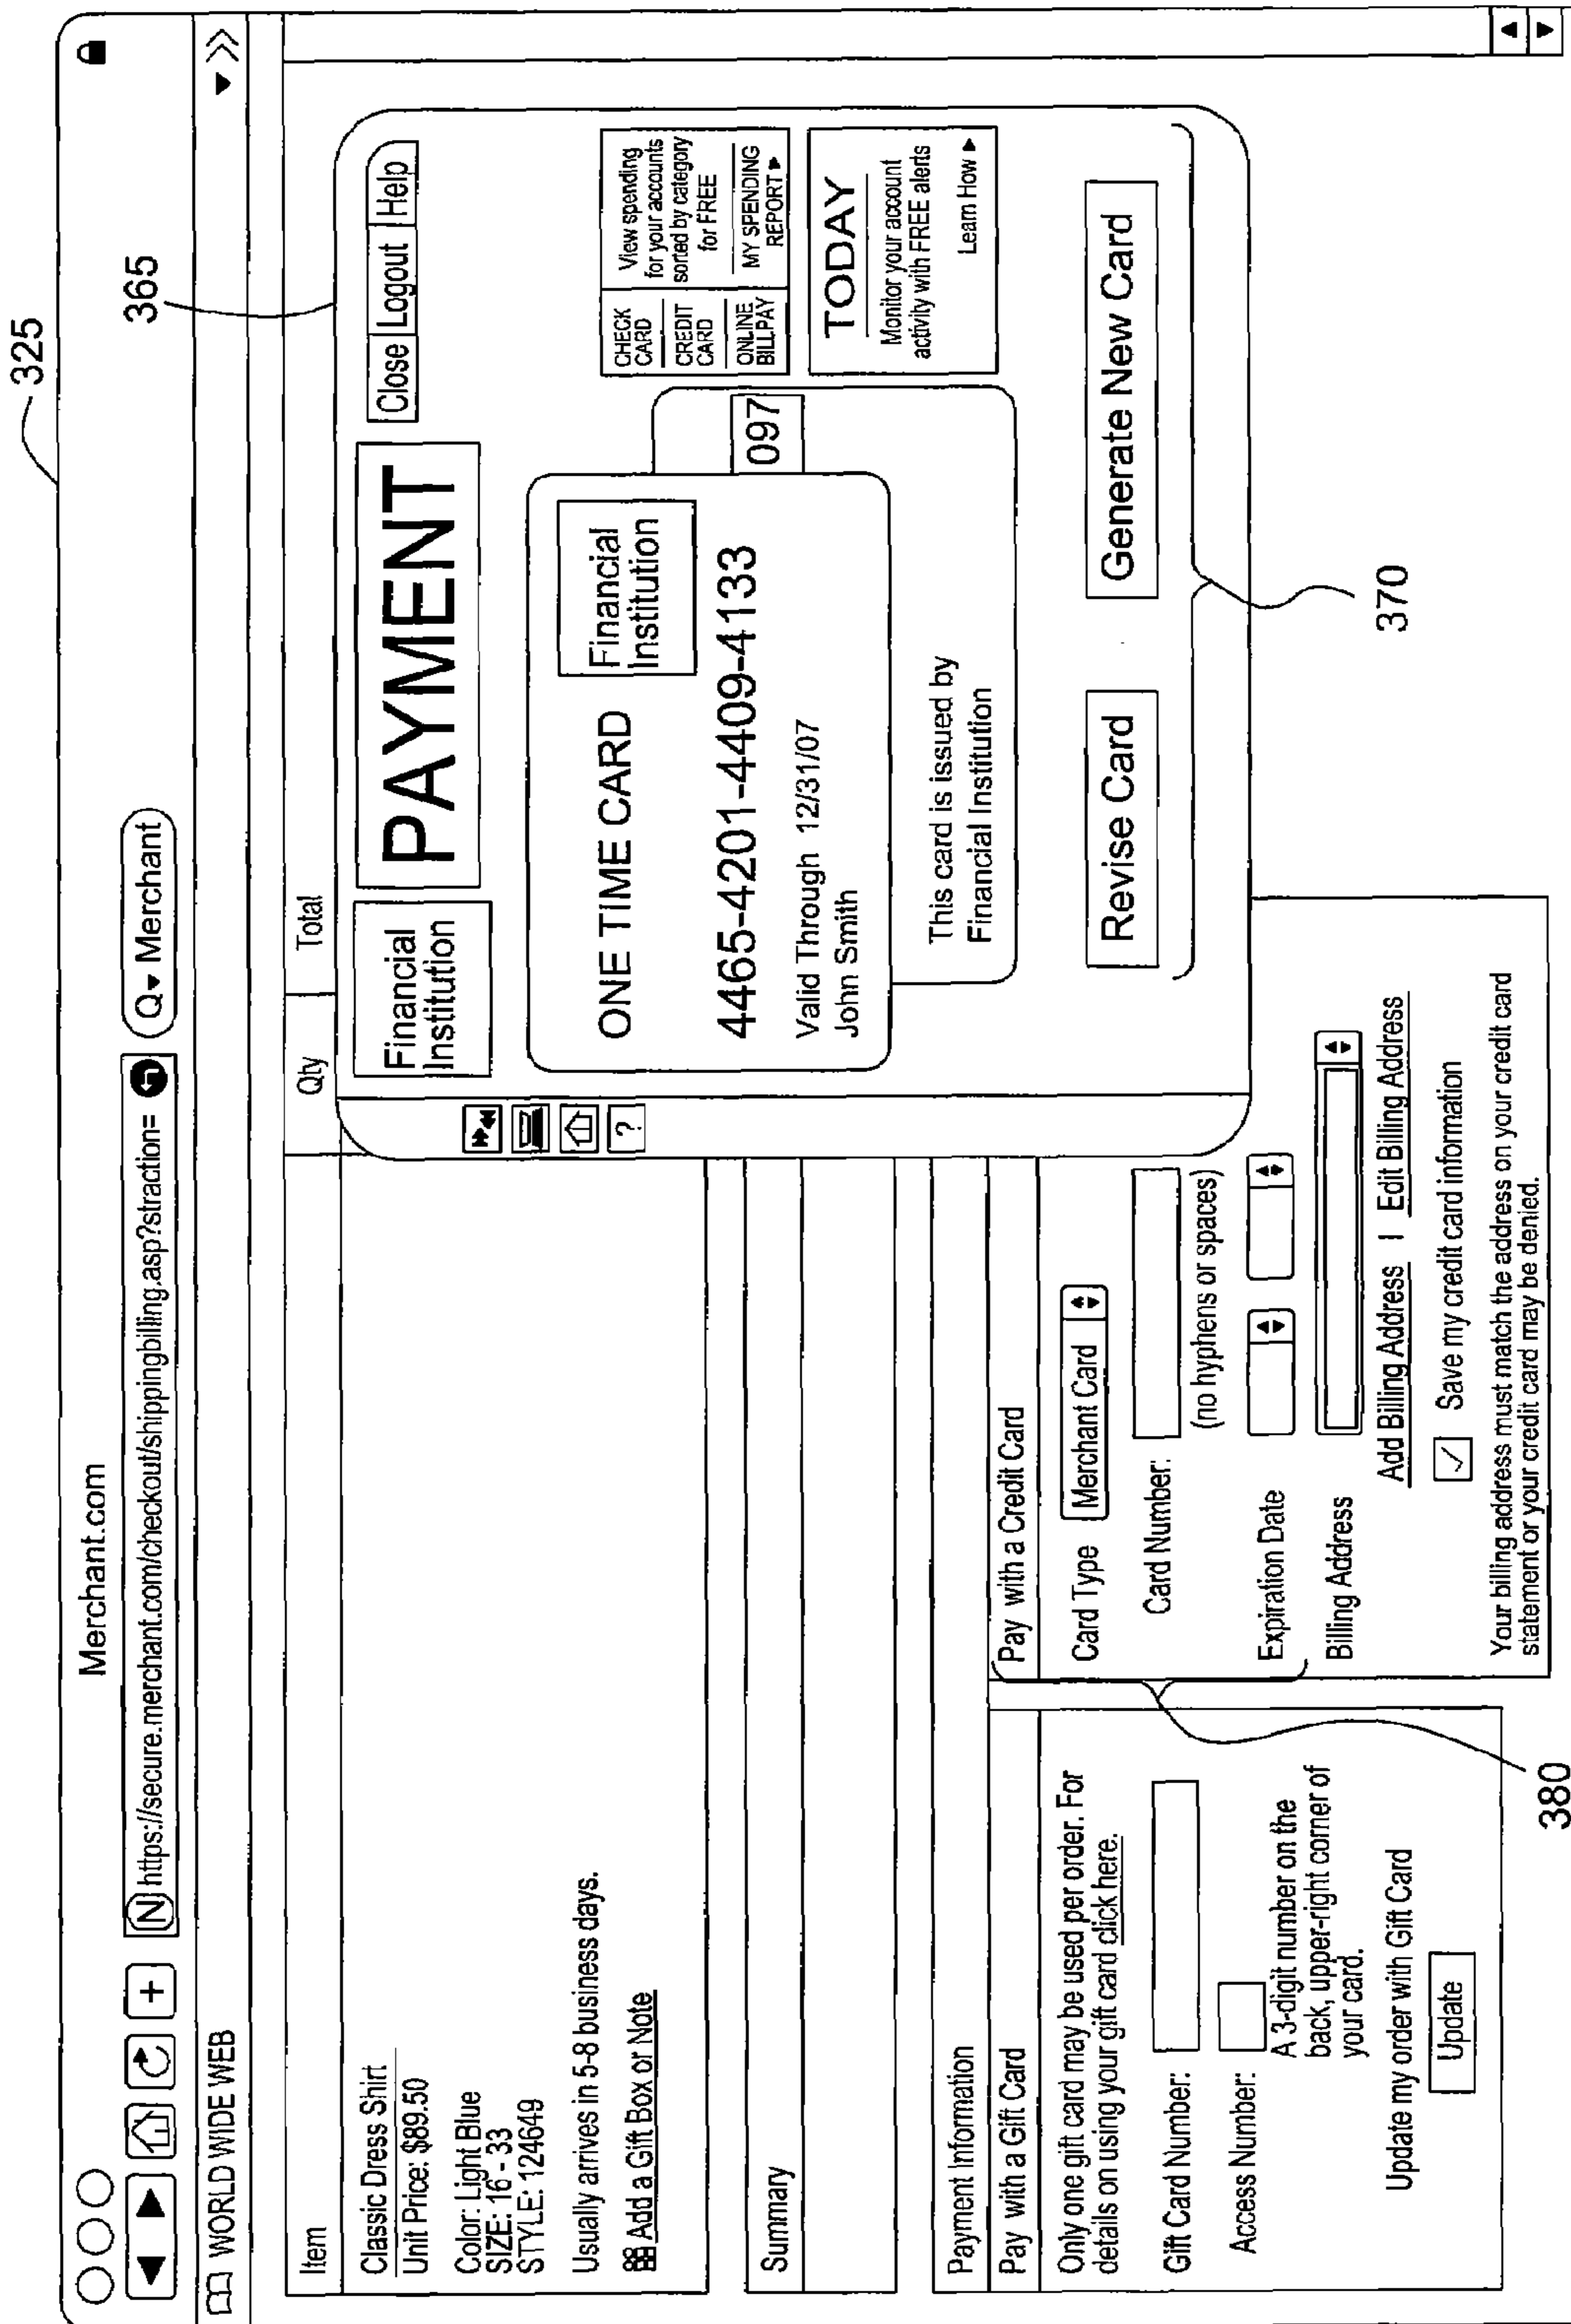 325
Merchant.com
N https://secure.merchant.com/checkout/shippingbilling.asp?straction=
Q Merchant
WORLD WIDE WEB
Item
Qty
Total
Classic Dress Shirt
Unit Price: $89.50
Color: Light Blue
SIZE: 16 - 33
STYLE: 124649
Usually arrives in 5-8 business days.
Add a Gift Box or Note
Summary
365
Financial
Institution
PAYMENT
Close
Logout
Help
ONE TIME CARD
Financial
Institution
4465-4201-4409-4133
Valid Through 12/31/07
John Smith
097
This card is issued by
Financial Institution
CHECK
CARD
CREDIT
CARD
ONLINE
BILLPAY
View spending
for your accounts
sorted by category
for FREE
MY SPENDING
REPORT
TODAY
Monitor your account
activity with FREE alerts
Learn How
Revise Card
Generate New Card
?
370
Payment Information
Pay with a Gift Card
Only one gift card may be used per order. For
details on using your gift card click here.
Gift Card Number:
Access Number:
A 3-digit number on the
back, upper-right corner of
your card.
Update my order with Gift Card
Update
Pay with a Credit Card
Card Type
Merchant Card
Card Number:
(no hyphens or spaces)
Expiration Date
Billing Address
Add Billing Address | Edit Billing Address
Save my credit card information
Your billing address must match the address on your credit card
statement or your credit card may be denied.
380